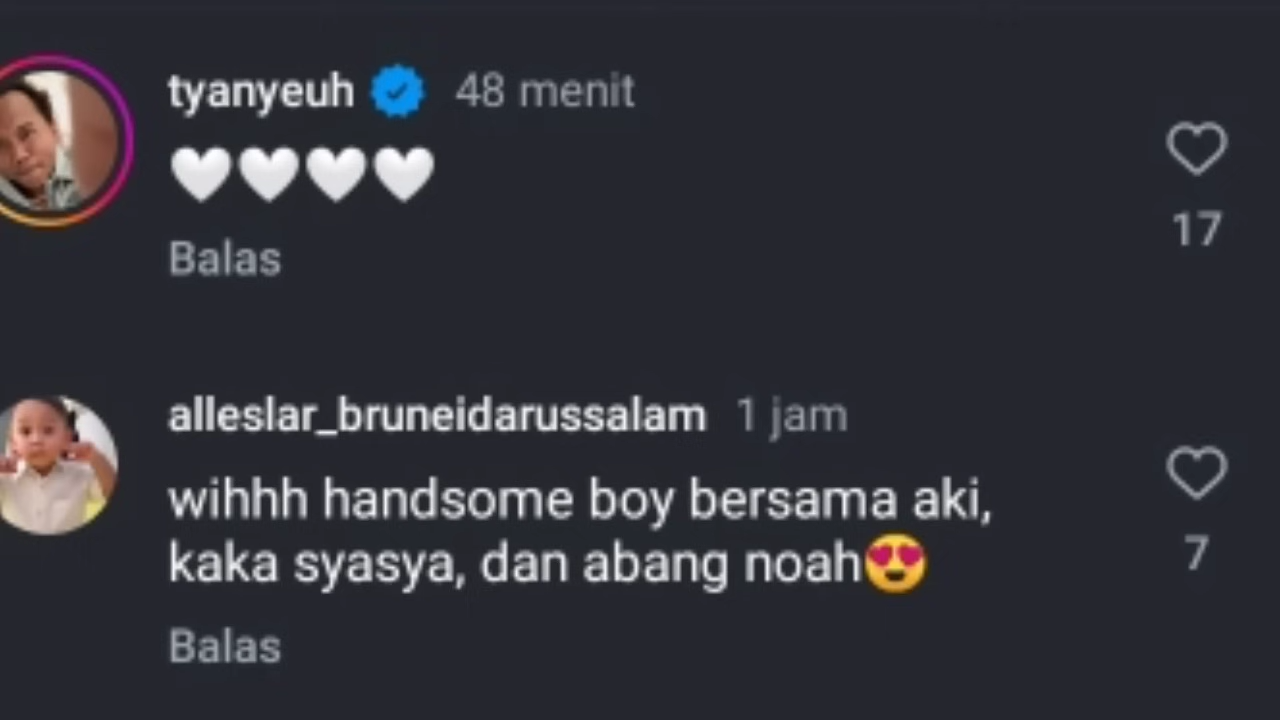 tyanyeuh 48 menit
🤍🤍🤍🤍
17
Balas
alleslar_bruneidarussalam 1 jam
wihhh handsome boy bersama aki,
kaka syasya, dan abang noah😍
7
Balas